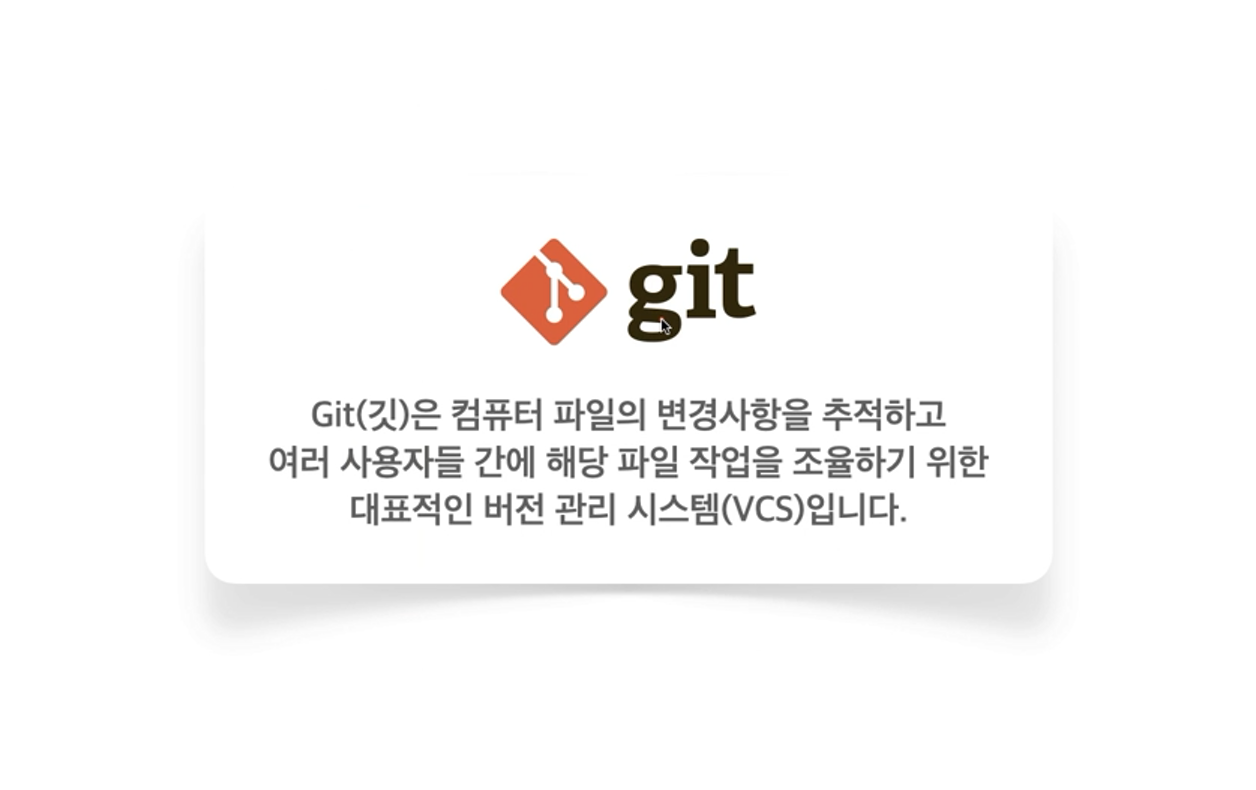 git
Git(깃)은 컴퓨터 파일의 변경사항을 추적하고
여러 사용자들 간에 해당 파일 작업을 조율하기 위한
대표적인 버전 관리 시스템(VCS)입니다.